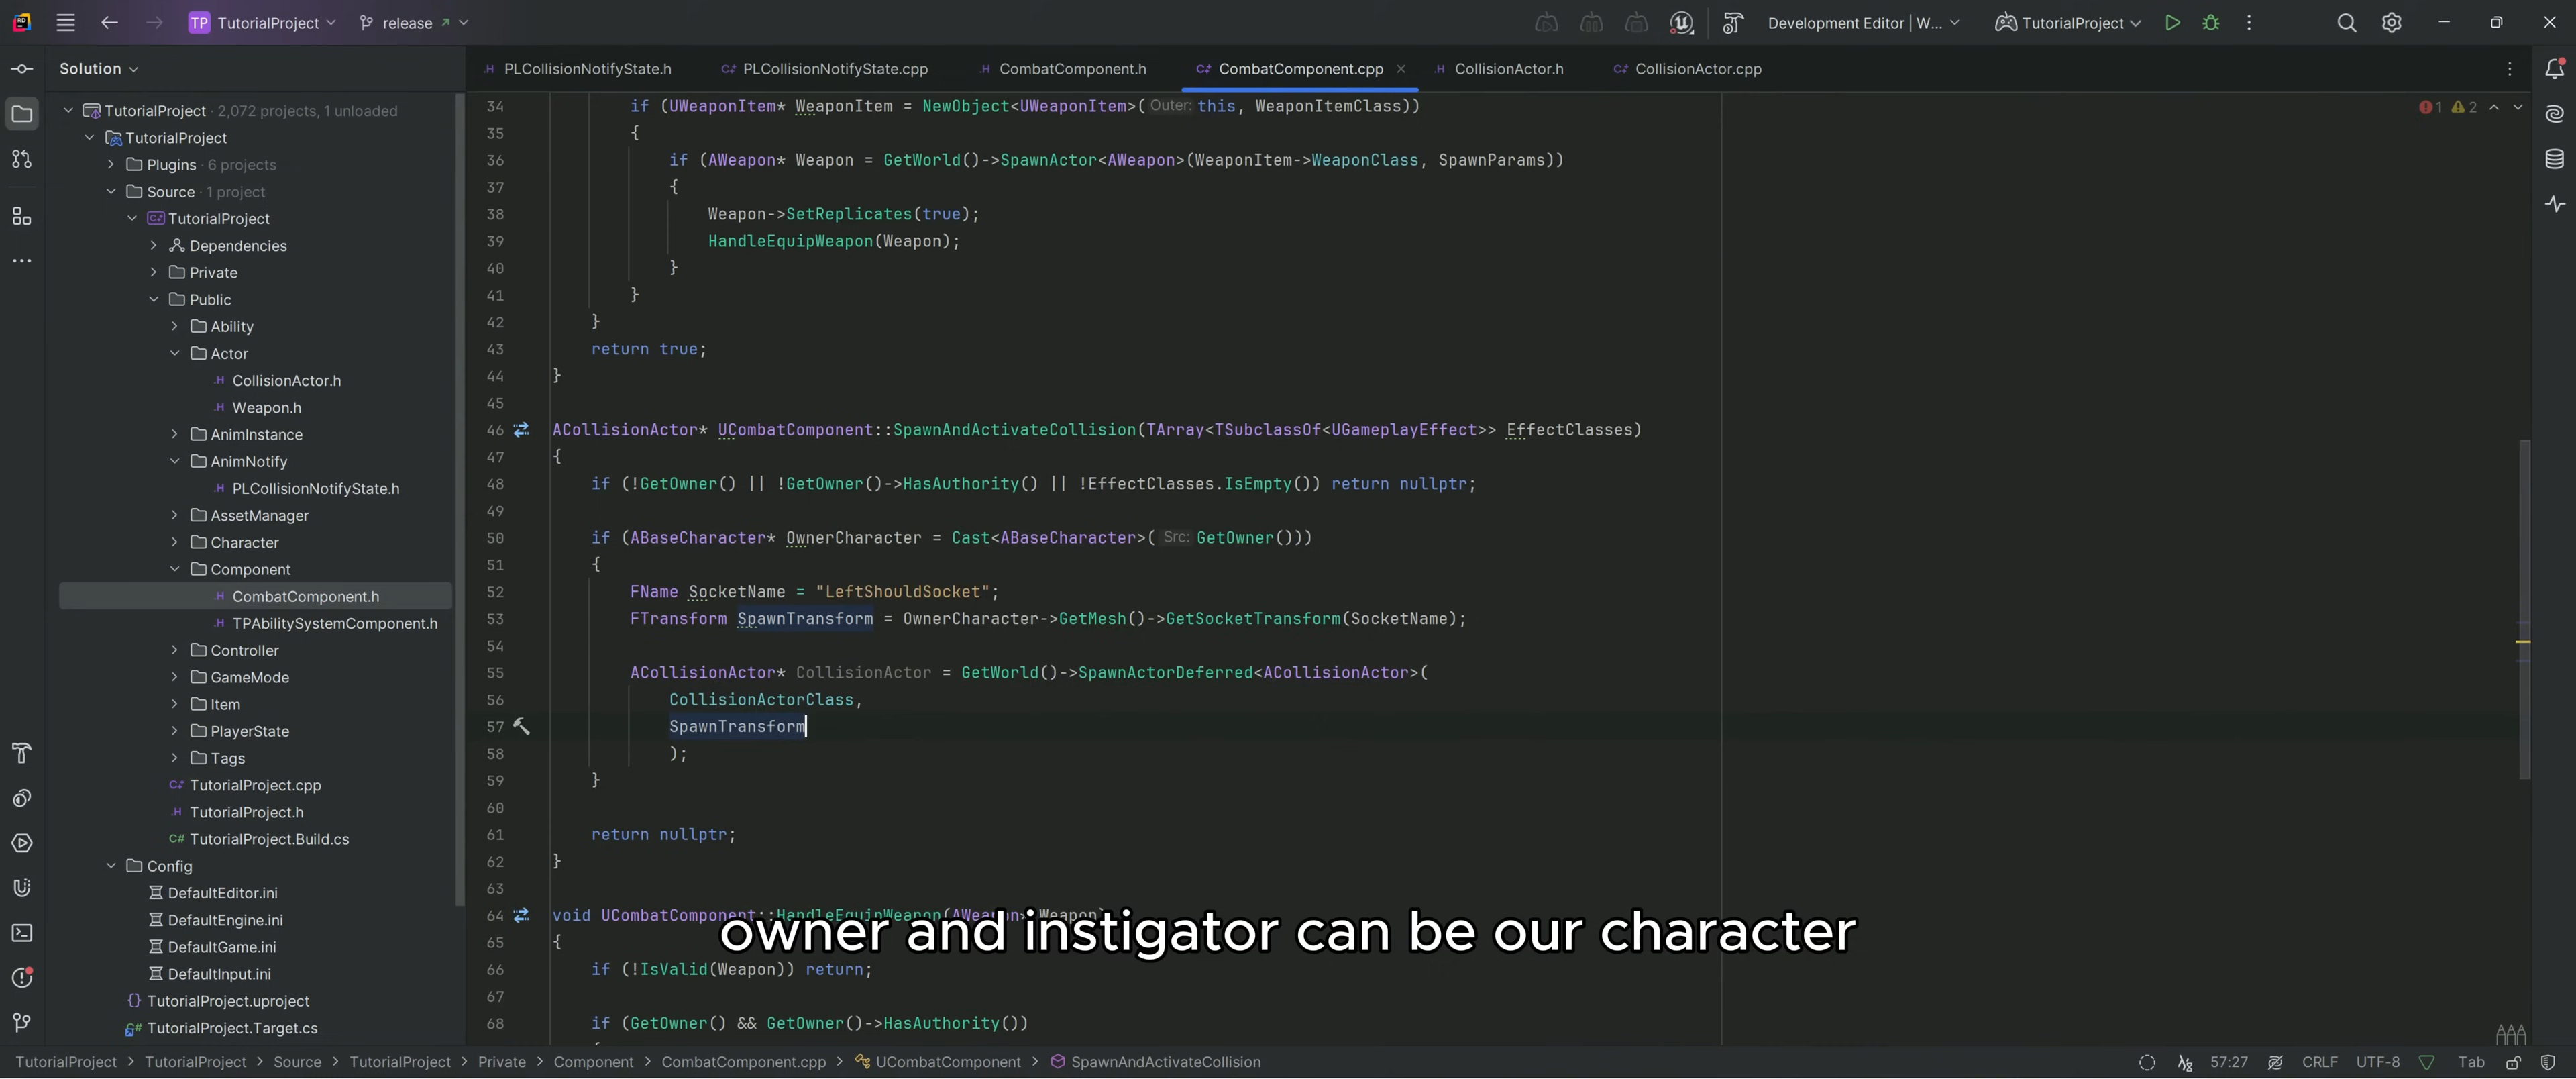 TP TutorialProject release
Development Editor | W... TutorialProject
Solution
PLCollisionNotifyState.h PLCollisionNotifyState.cpp CombatComponent.h CombatComponent.cpp CollisionActor.h CollisionActor.cpp
TutorialProject · 2,072 projects, 1 unloaded
TutorialProject
Plugins · 6 projects
Source · 1 project
TutorialProject
Dependencies
Private
Public
Ability
Actor
CollisionActor.h
Weapon.h
AnimInstance
AnimNotify
PLCollisionNotifyState.h
AssetManager
Character
Component
CombatComponent.h
TPAbilitySystemComponent.h
Controller
GameMode
Item
PlayerState
Tags
TutorialProject.cpp
TutorialProject.h
TutorialProject.Build.cs
Config
DefaultEditor.ini
DefaultEngine.ini
DefaultGame.ini
DefaultInput.ini
TutorialProject.uproject
TutorialProject.Target.cs
1 2
34 if (UWeaponItem* WeaponItem = NewObject<UWeaponItem>( Outer: this, WeaponItemClass))
35 {
36 if (AWeapon* Weapon = GetWorld()->SpawnActor<AWeapon>(WeaponItem->WeaponClass, SpawnParams))
37 {
38 Weapon->SetReplicates(true);
39 HandleEquipWeapon(Weapon);
40 }
41 }
42 }
43 return true;
44 }
45
46 ACollisionActor* UCombatComponent::SpawnAndActivateCollision(TArray<TSubclassOf<UGameplayEffect>> EffectClasses)
47 {
48 if (!GetOwner() || !GetOwner()->HasAuthority() || !EffectClasses.IsEmpty()) return nullptr;
49
50 if (ABaseCharacter* OwnerCharacter = Cast<ABaseCharacter>( Src: GetOwner()))
51 {
52 FName SocketName = "LeftShouldSocket";
53 FTransform SpawnTransform = OwnerCharacter->GetMesh()->GetSocketTransform(SocketName);
54
55 ACollisionActor* CollisionActor = GetWorld()->SpawnActorDeferred<ACollisionActor>(
56 CollisionActorClass,
57 SpawnTransform
58 );
59 }
60
61 return nullptr;
62 }
63
64 void UCombatComponent::HandleEquipWeapon(AWeapon* Weapon)
65 {
66 if (!IsValid(Weapon)) return;
67
68 if (GetOwner() && GetOwner()->HasAuthority())
owner and instigator can be our character
TutorialProject > TutorialProject > Source > TutorialProject > Private > Component > CombatComponent.cpp > UCombatComponent > SpawnAndActivateCollision
57:27 CRLF UTF-8 Tab